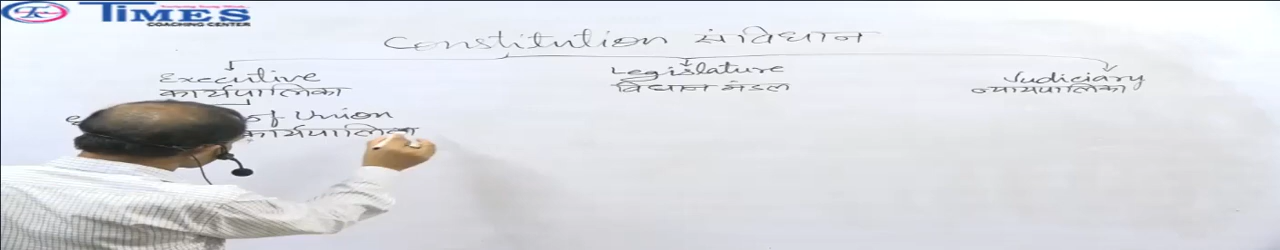 TIMES
COACHING CENTER
Constitution संविधान
Executive
कार्यपालिका
Legislature
विधान मंडल
Judiciary
न्यायपालिका
of Union
कार्यपालिका